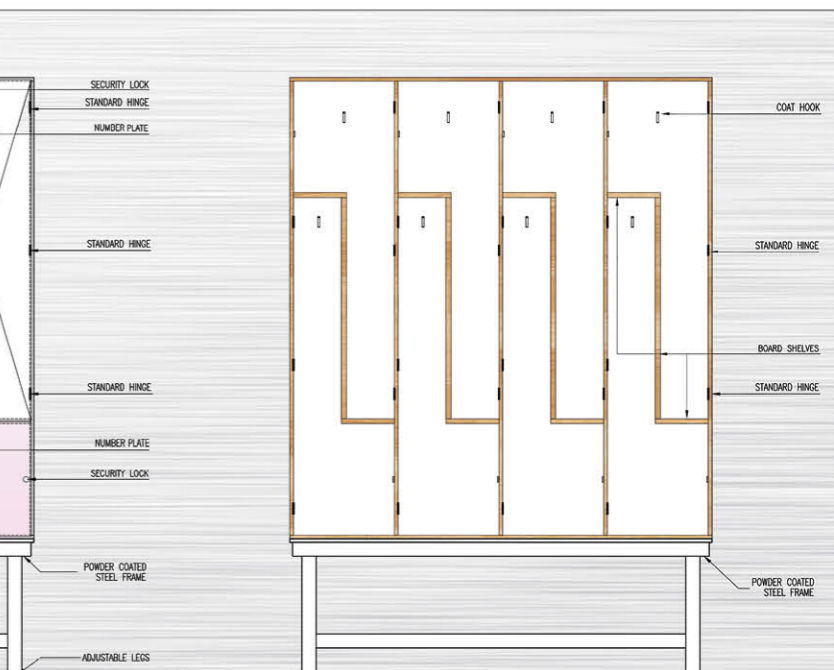 SECURITY LOCK
STANDARD HINGE
NUMBER PLATE
STANDARD HINGE
STANDARD HINGE
NUMBER PLATE
SECURITY LOCK
POWDER COATED
STEEL FRAME
ADJUSTABLE LEGS
COAT HOOK
STANDARD HINGE
BOARD SHELVES
STANDARD HINGE
POWDER COATED
STEEL FRAME